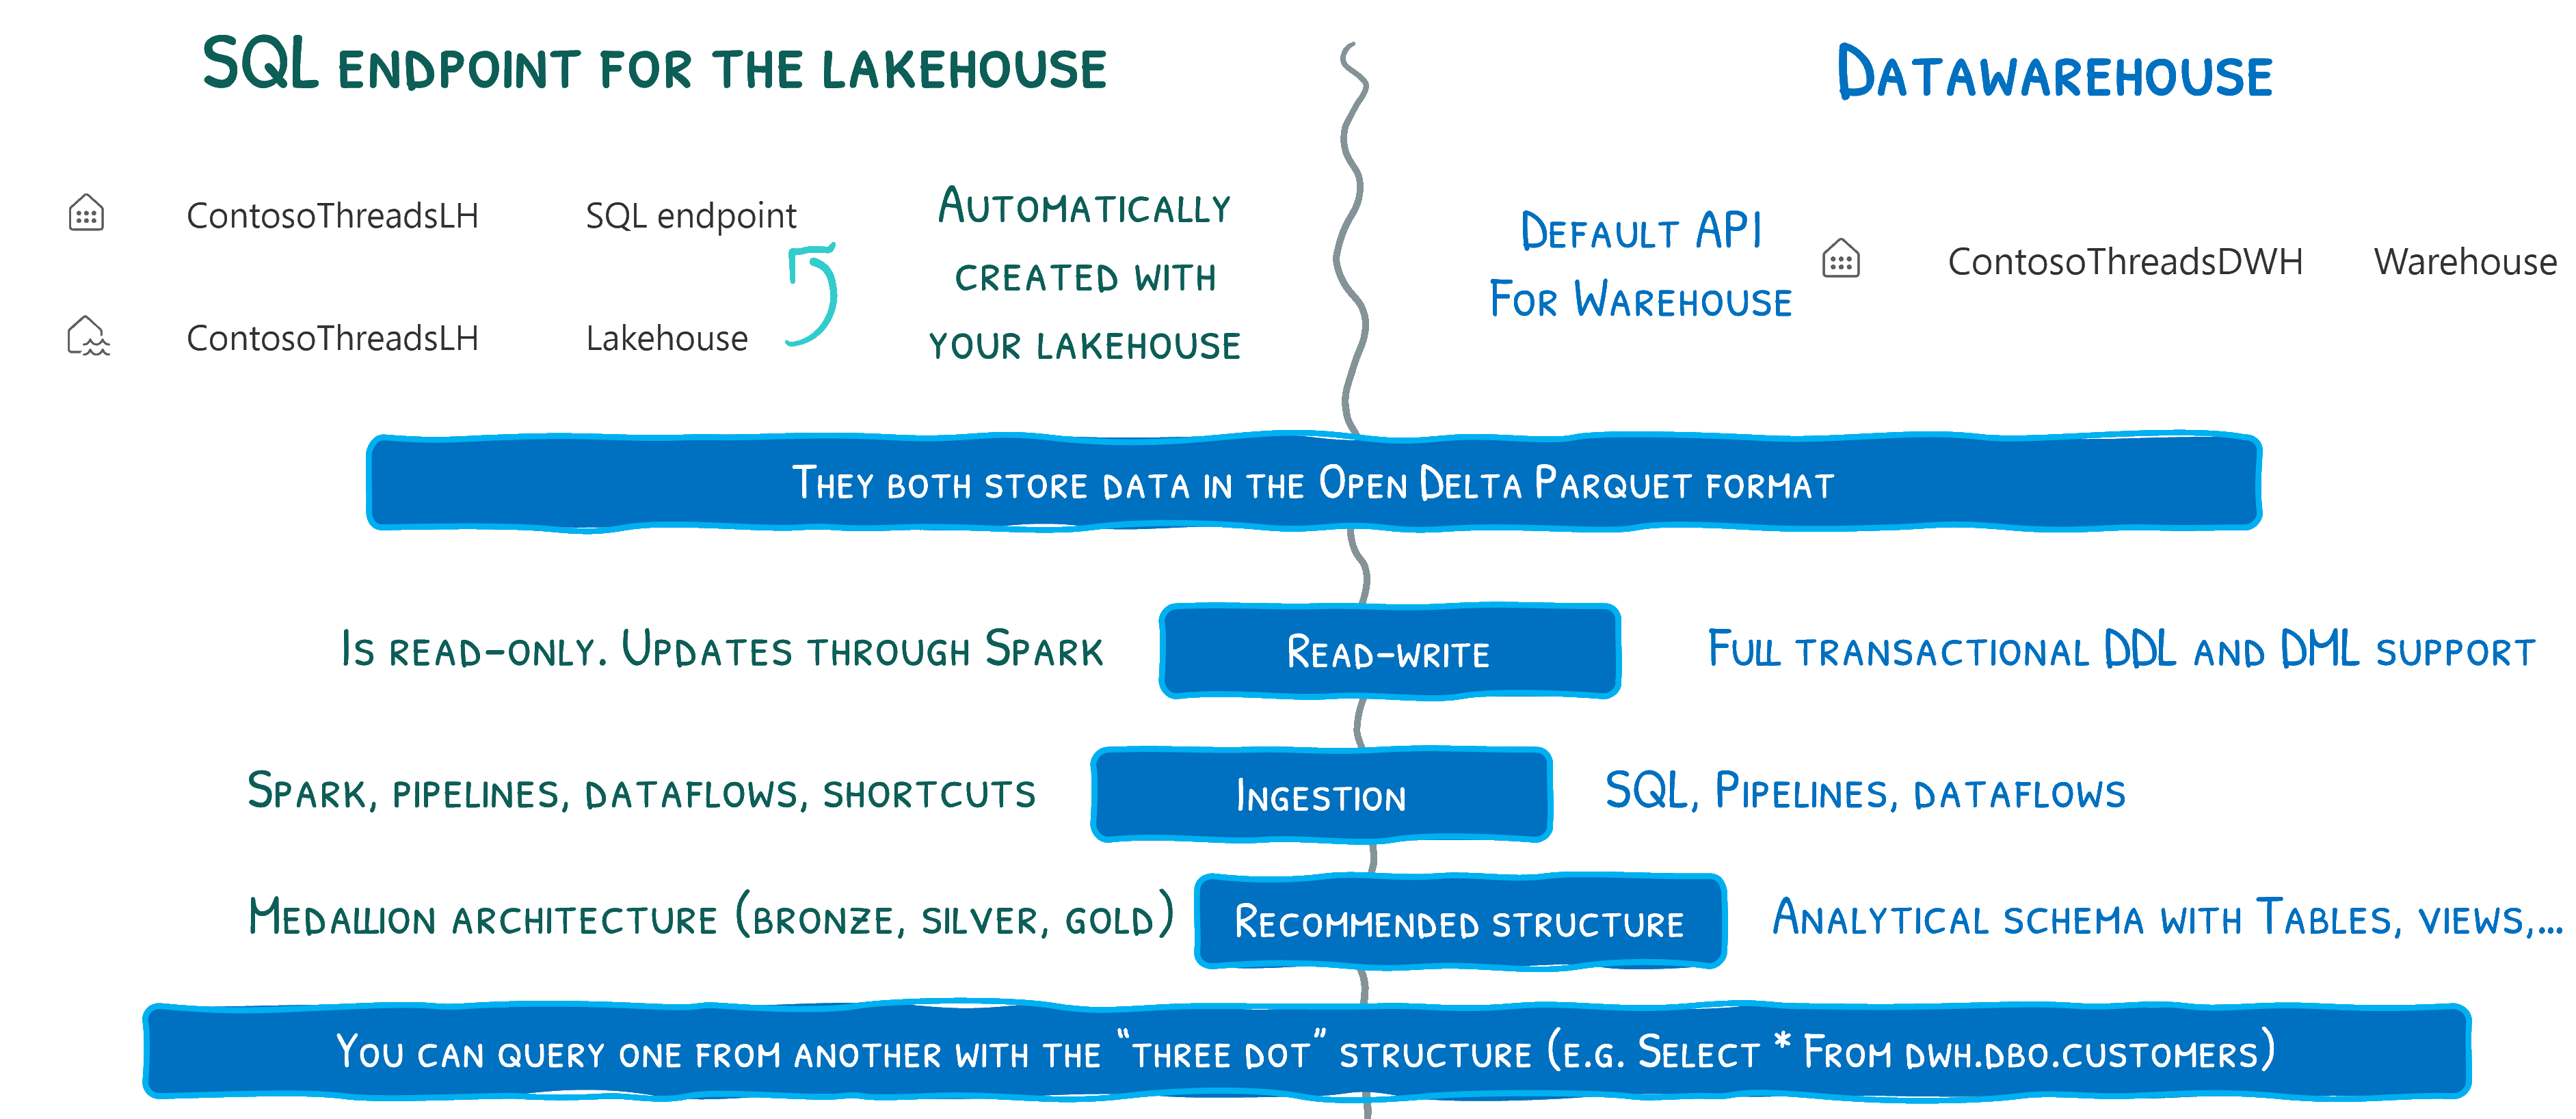 SQL endpoint for the lakehouse
Datawarehouse
ContosoThreadsLH SQL endpoint
ContosoThreadsLH Lakehouse
Automatically
created with
your lakehouse
Default API
For Warehouse
ContosoThreadsDWH Warehouse
They both store data in the Open Delta Parquet format
Is read-only. Updates through Spark
Read-write
Full transactional DDL and DML support
Spark, pipelines, dataflows, shortcuts
Ingestion
SQL, Pipelines, dataflows
Medallion architecture (bronze, silver, gold)
Recommended structure
Analytical schema with Tables, views,...
You can query one from another with the “three dot” structure (e.g. Select * From dwh.dbo.customers)